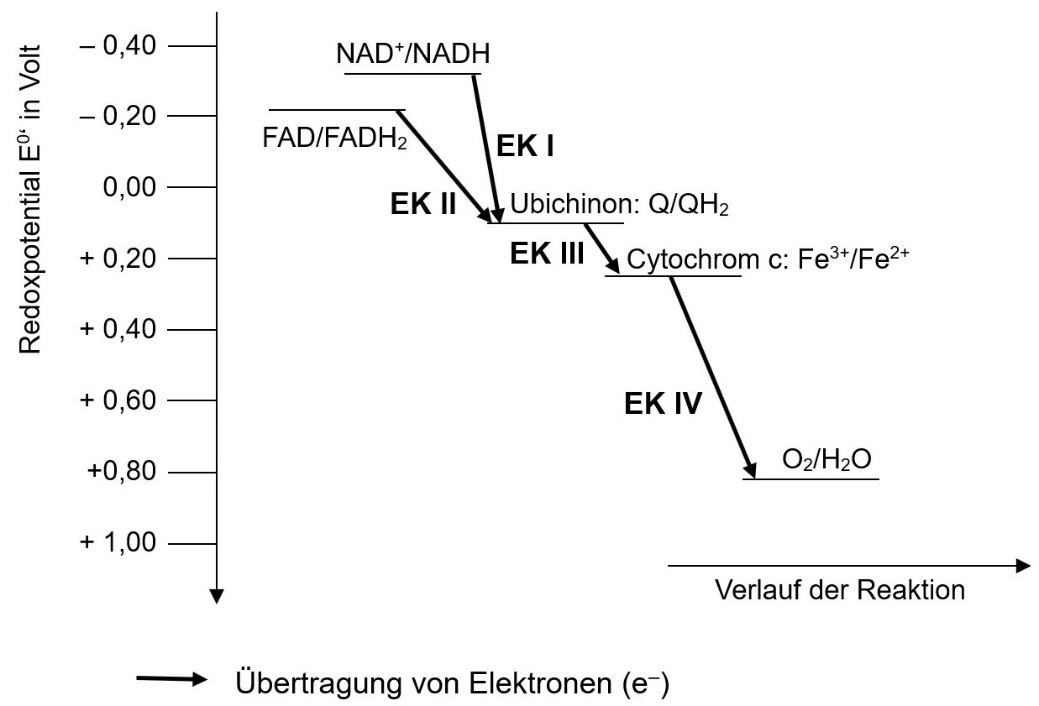 Redoxpotential E⁰‘ in Volt
– 0,40
– 0,20
0,00
+ 0,20
+ 0,40
+ 0,60
+0,80
+ 1,00
NAD⁺/NADH
FAD/FADH₂
EK I
EK II
Ubichinon: Q/QH₂
EK III
Cytochrom c: Fe³⁺/Fe²⁺
EK IV
O₂/H₂O
Verlauf der Reaktion
Übertragung von Elektronen (e⁻)